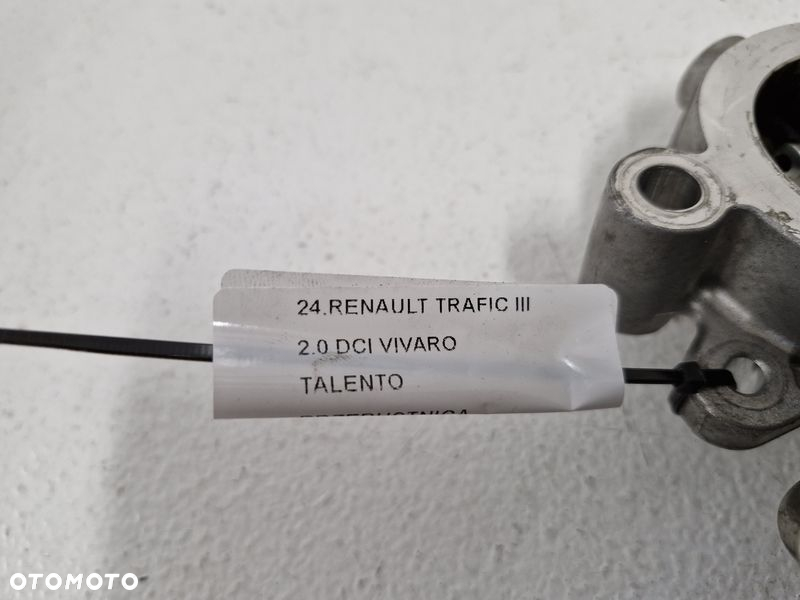 24.RENAULT TRAFIC III
2.0 DCI VIVARO
TALENTO
OTOMOTO